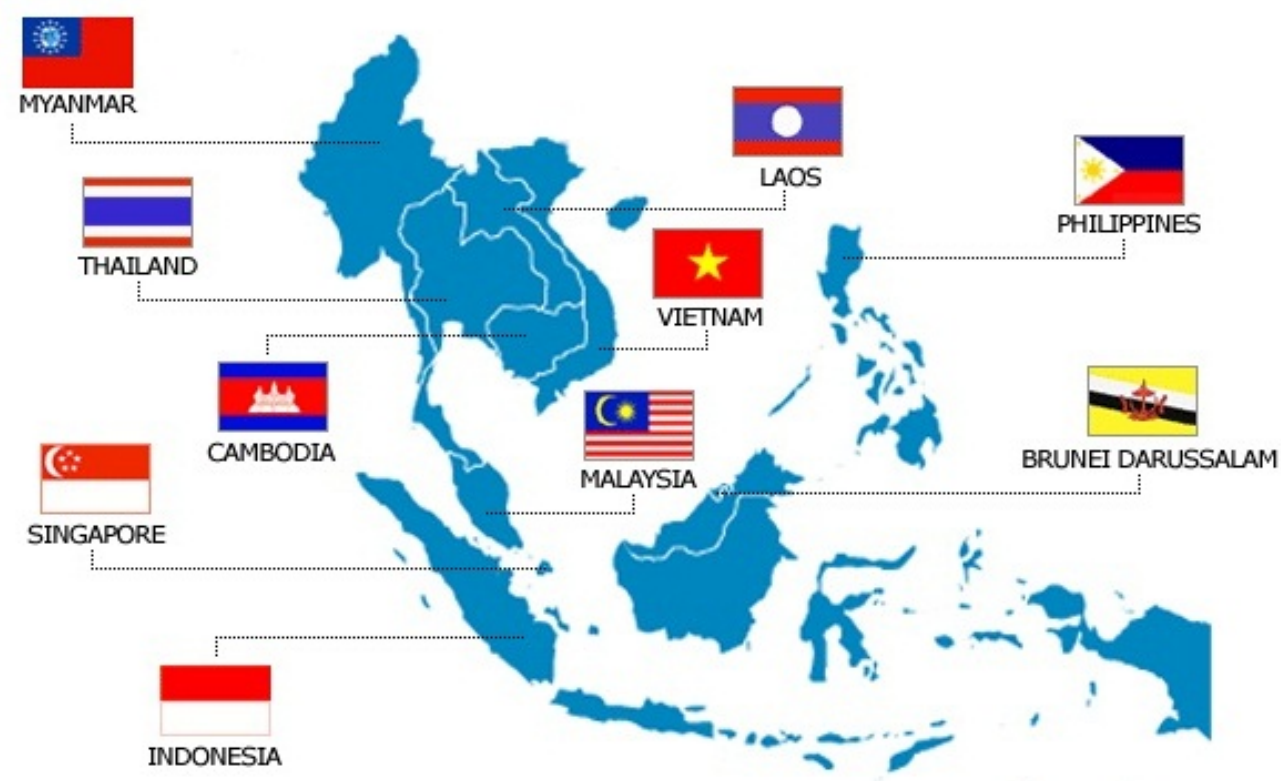 MYANMAR
LAOS
PHILIPPINES
THAILAND
VIETNAM
CAMBODIA
MALAYSIA
BRUNEI DARUSSALAM
SINGAPORE
INDONESIA